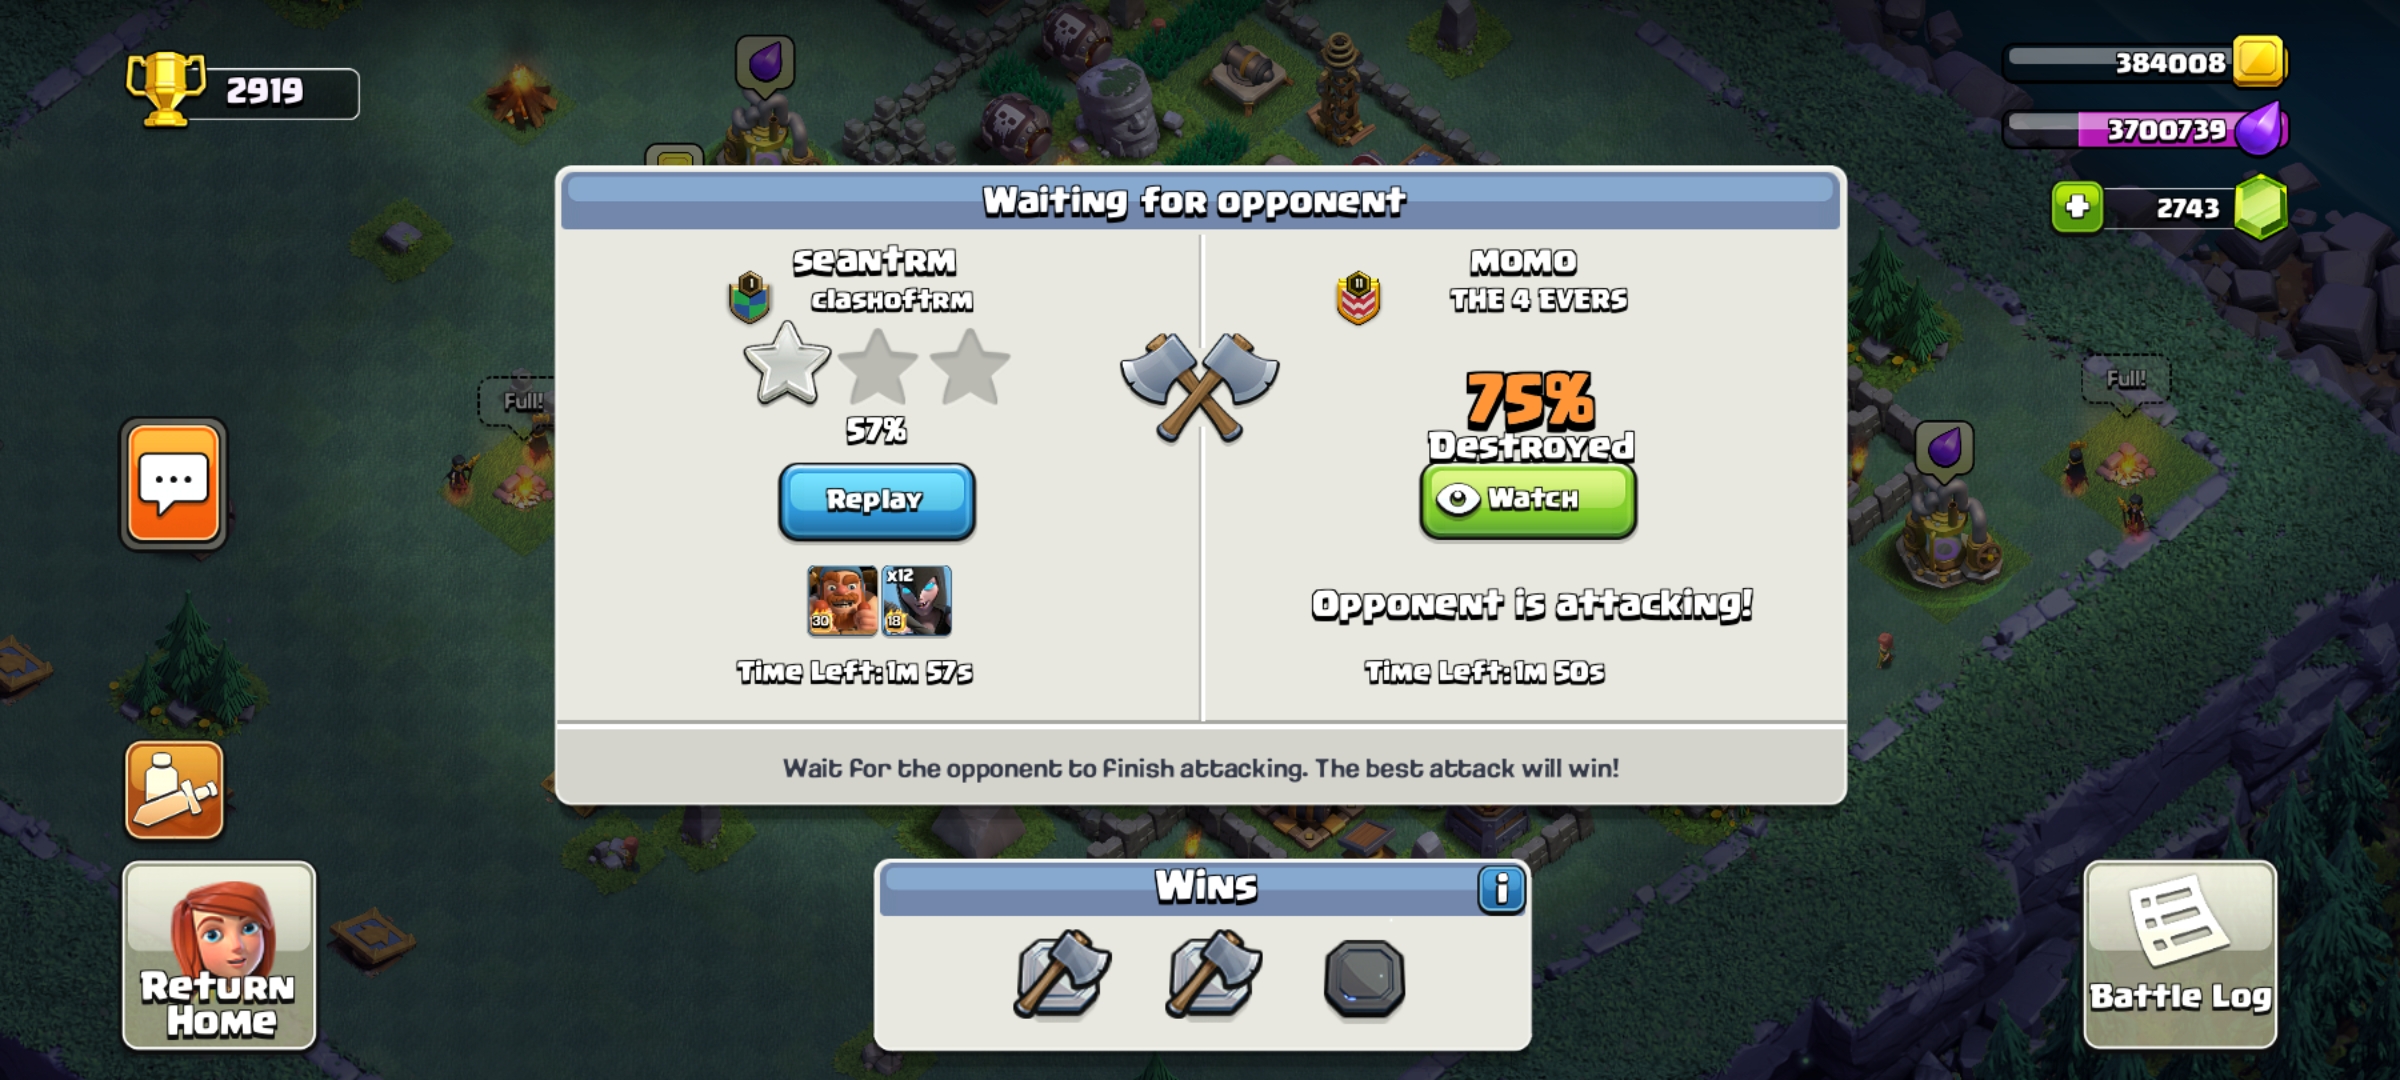 2919
384008
3700739
2743
Waiting for opponent
seantrm
clashoftrm
57%
Replay
x12
30
18
Time Left:1m 57s
MOMO
THE 4 EVERS
75%
Destroyed
Watch
Opponent is attacking!
Time Left:1m 50s
Wait for the opponent to finish attacking. The best attack will win!
Full!
Full!
Wins
i
Return
Home
Battle Log
1
11